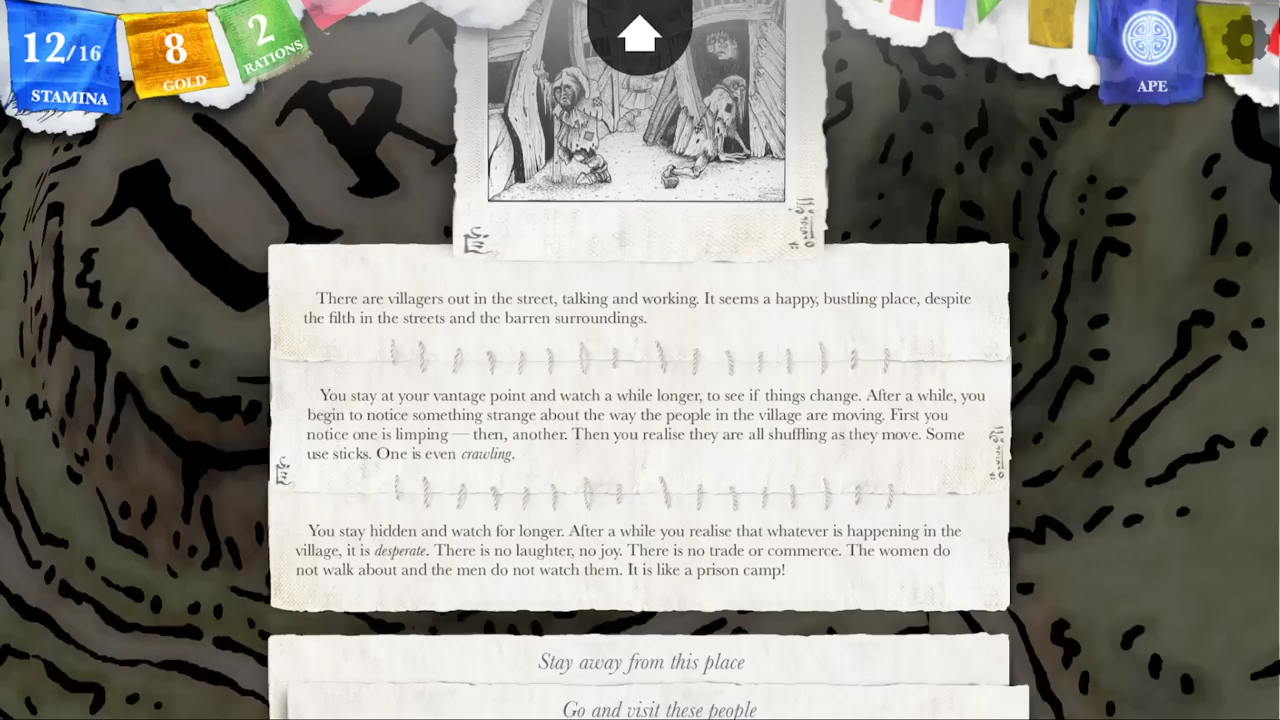 12/16
STAMINA
8
GOLD
2
RATIONS
APE
There are villagers out in the street, talking and working. It seems a happy, bustling place, despite
the filth in the streets and the barren surroundings.
You stay at your vantage point and watch a while longer, to see if things change. After a while, you
begin to notice something strange about the way the people in the village are moving. First you
notice one is limping — then, another. Then you realise they are all shuffling as they move. Some
use sticks. One is even crawling.
You stay hidden and watch for longer. After a while you realise that whatever is happening in the
village, it is desperate. There is no laughter, no joy. There is no trade or commerce. The women do
not walk about and the men do not watch them. It is like a prison camp!
Stay away from this place
Go and visit these people